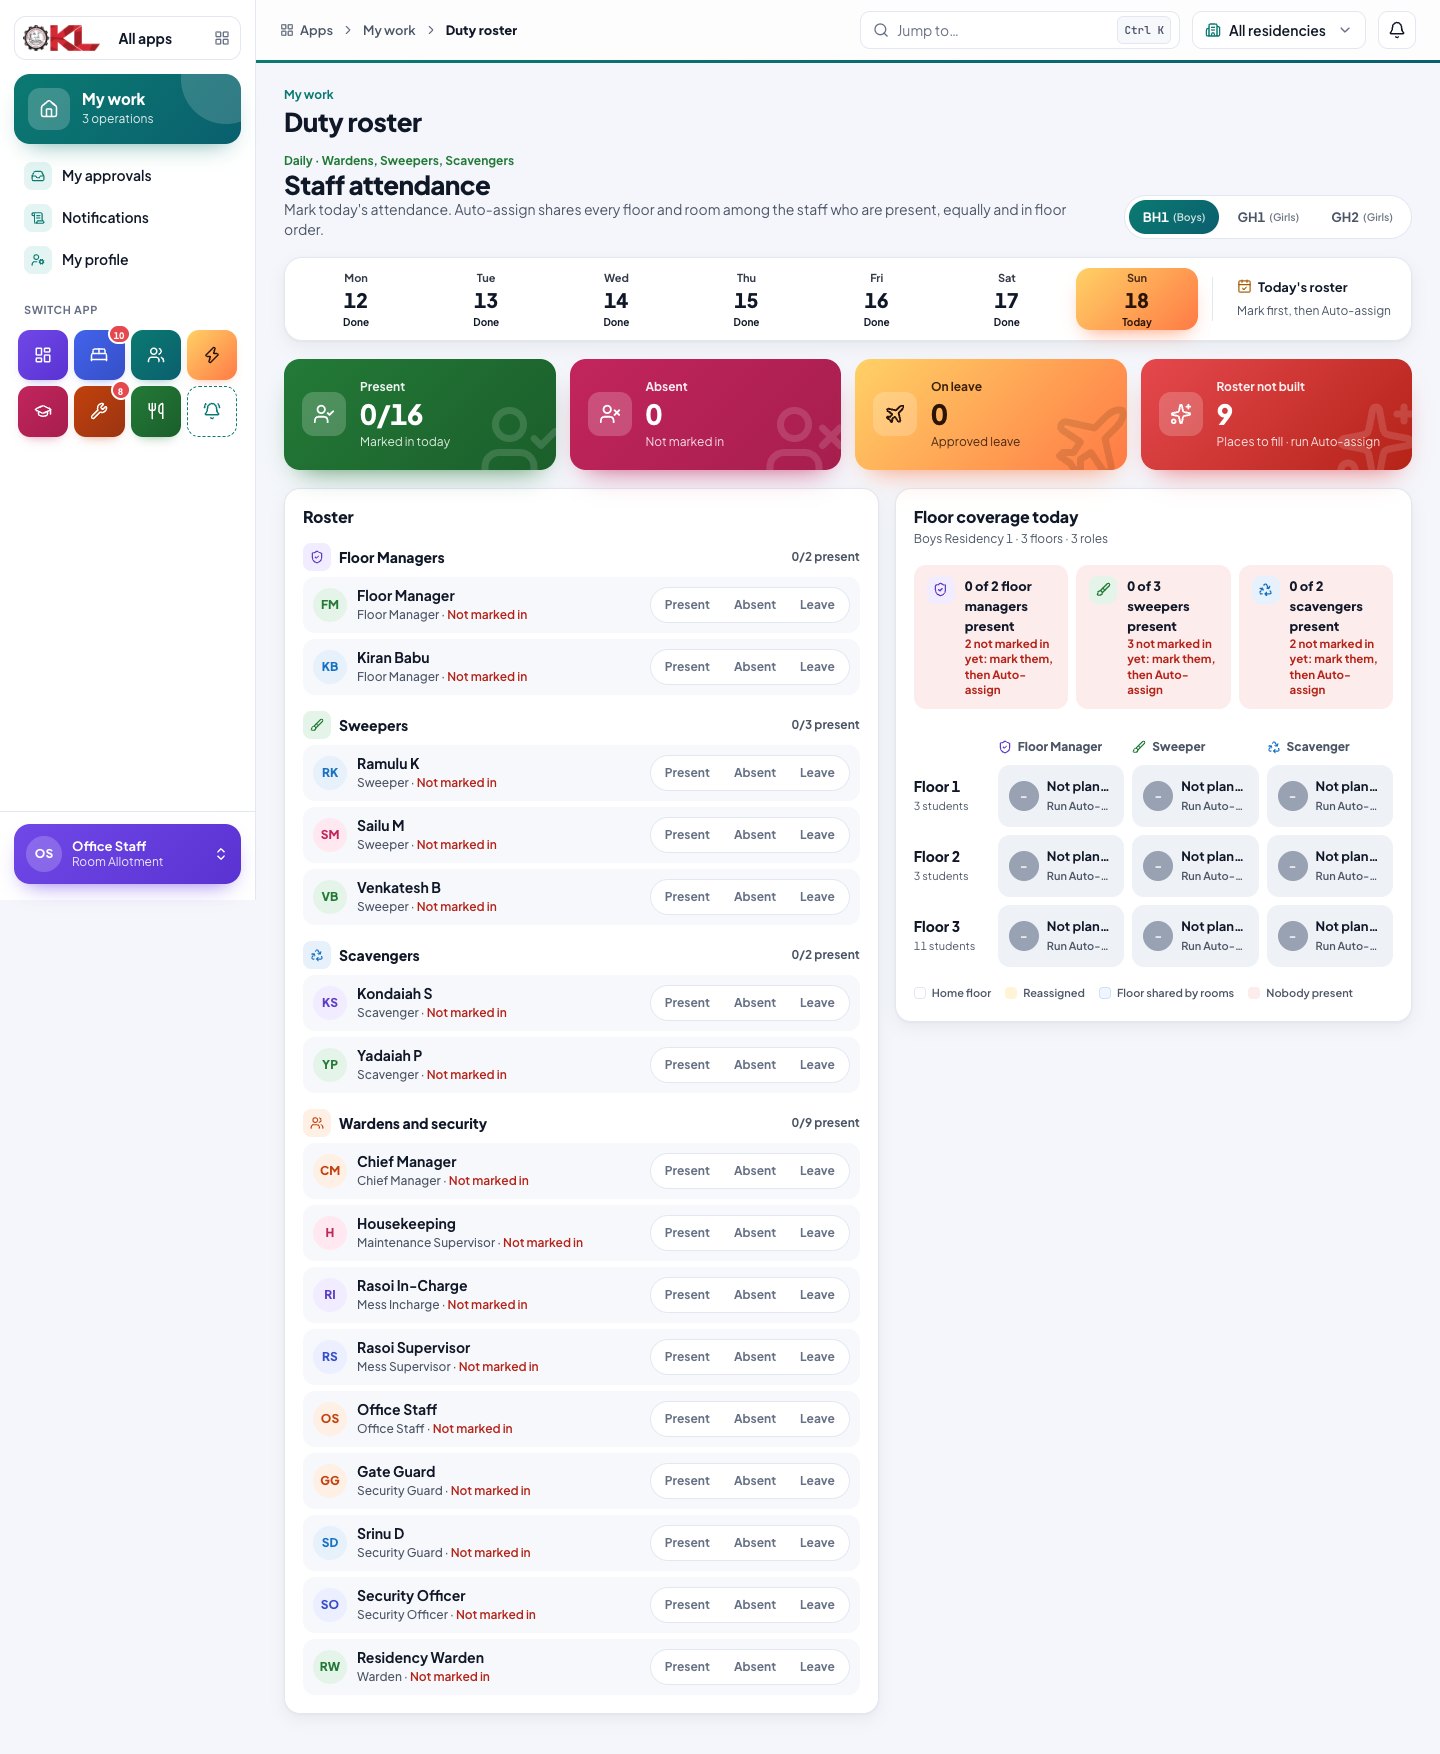 KL
All apps
Apps
My work
Duty roster
Jump to...
Ctrl K
All residencies
My work
3 operations
My approvals
Notifications
My profile
SWITCH APP
10
8
OS
Office Staff
Room Allotment
My work
Duty roster
Daily · Wardens, Sweepers, Scavengers
Staff attendance
Mark today's attendance. Auto-assign shares every floor and room among the staff who are present, equally and in floor
order.
BH1 (Boys)
GH1 (Girls)
GH2 (Girls)
Mon
12
Done
Tue
13
Done
Wed
14
Done
Thu
15
Done
Fri
16
Done
Sat
17
Done
Sun
18
Today
Today's roster
Mark first, then Auto-assign
Present
0/16
Marked in today
Absent
0
Not marked in
On leave
0
Approved leave
Roster not built
9
Places to fill · run Auto-assign
Roster
Floor Managers
0/2 present
FM
Floor Manager
Floor Manager · Not marked in
Present Absent Leave
KB
Kiran Babu
Floor Manager · Not marked in
Present Absent Leave
Sweepers
0/3 present
RK
Ramulu K
Sweeper · Not marked in
Present Absent Leave
SM
Sailu M
Sweeper · Not marked in
Present Absent Leave
VB
Venkatesh B
Sweeper · Not marked in
Present Absent Leave
Scavengers
0/2 present
KS
Kondaiah S
Scavenger · Not marked in
Present Absent Leave
YP
Yadaiah P
Scavenger · Not marked in
Present Absent Leave
Wardens and security
0/9 present
CM
Chief Manager
Chief Manager · Not marked in
Present Absent Leave
H
Housekeeping
Maintenance Supervisor · Not marked in
Present Absent Leave
RI
Rasoi In-Charge
Mess Incharge · Not marked in
Present Absent Leave
RS
Rasoi Supervisor
Mess Supervisor · Not marked in
Present Absent Leave
OS
Office Staff
Office Staff · Not marked in
Present Absent Leave
GG
Gate Guard
Security Guard · Not marked in
Present Absent Leave
SD
Srinu D
Security Guard · Not marked in
Present Absent Leave
SO
Security Officer
Security Officer · Not marked in
Present Absent Leave
RW
Residency Warden
Warden · Not marked in
Present Absent Leave
Floor coverage today
Boys Residency 1 · 3 floors · 3 roles
0 of 2 floor
managers
present
2 not marked in
yet: mark them,
then Auto-
assign
0 of 3
sweepers
present
3 not marked in
yet: mark them,
then Auto-
assign
0 of 2
scavengers
present
2 not marked in
yet: mark them,
then Auto-
assign
Floor Manager
Sweeper
Scavenger
Floor 1
3 students
– Not plan...
Run Auto-...
– Not plan...
Run Auto-...
– Not plan...
Run Auto-...
Floor 2
3 students
– Not plan...
Run Auto-...
– Not plan...
Run Auto-...
– Not plan...
Run Auto-...
Floor 3
11 students
– Not plan...
Run Auto-...
– Not plan...
Run Auto-...
– Not plan...
Run Auto-...
Home floor
Reassigned
Floor shared by rooms
Nobody present